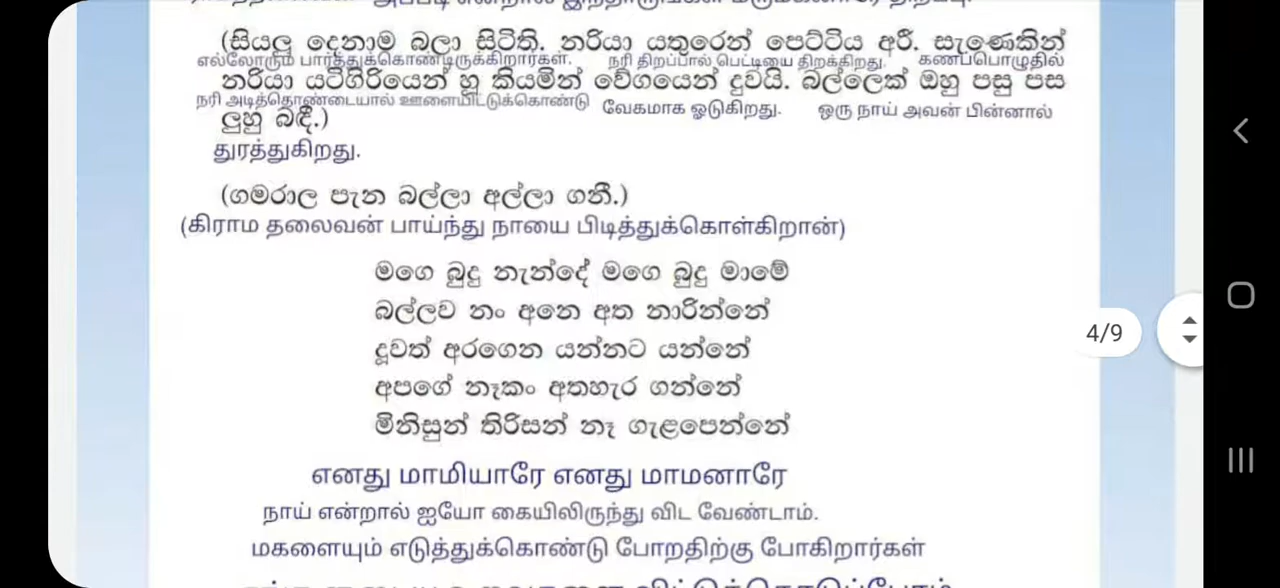 (සියලු දෙනාම බලා සිටිති. නරියා යතුරෙන් පෙට්ටිය අරී. සැණෙකින්
எல்லோரும் பார்த்துக்கொண்டிருக்கிறார்கள். நரி திறப்பால் பெட்டியை திறக்கிறது. கணப்பொழுதில்
නරියා යටිගිරියෙන් හූ කියමින් වේගයෙන් දුවයි. බල්ලෙක් ඔහු පසු පස
நரி அடித்தொண்டையால் ஊளையிட்டுக்கொண்டு வேகமாக ஓடுகிறது. ஒரு நாய் அவன் பின்னால்
ලුහු බඳී.)
துரத்துகிறது.
(ගමරාල පැන බල්ලා අල්ලා ගනී.)
(கிராம தலைவன் பாய்ந்து நாயை பிடித்துக்கொள்கிறான்)
මගෙ බුදු නැන්දේ මගෙ බුදු මාමේ
බල්ලව නං අනෙ අත නාරින්නේ
දූවත් අරගෙන යන්නට යන්නේ
අපගේ නෑකං අතහැර ගන්නේ
මිනිසුන් තිරිසන් නෑ ගැළපෙන්නේ
4/9
எனது மாமியாரே எனது மாமனாரே
நாய் என்றால் ஐயோ கையிலிருந்து விட வேண்டாம்.
மகளையும் எடுத்துக்கொண்டு போறதிற்கு போகிறார்கள்